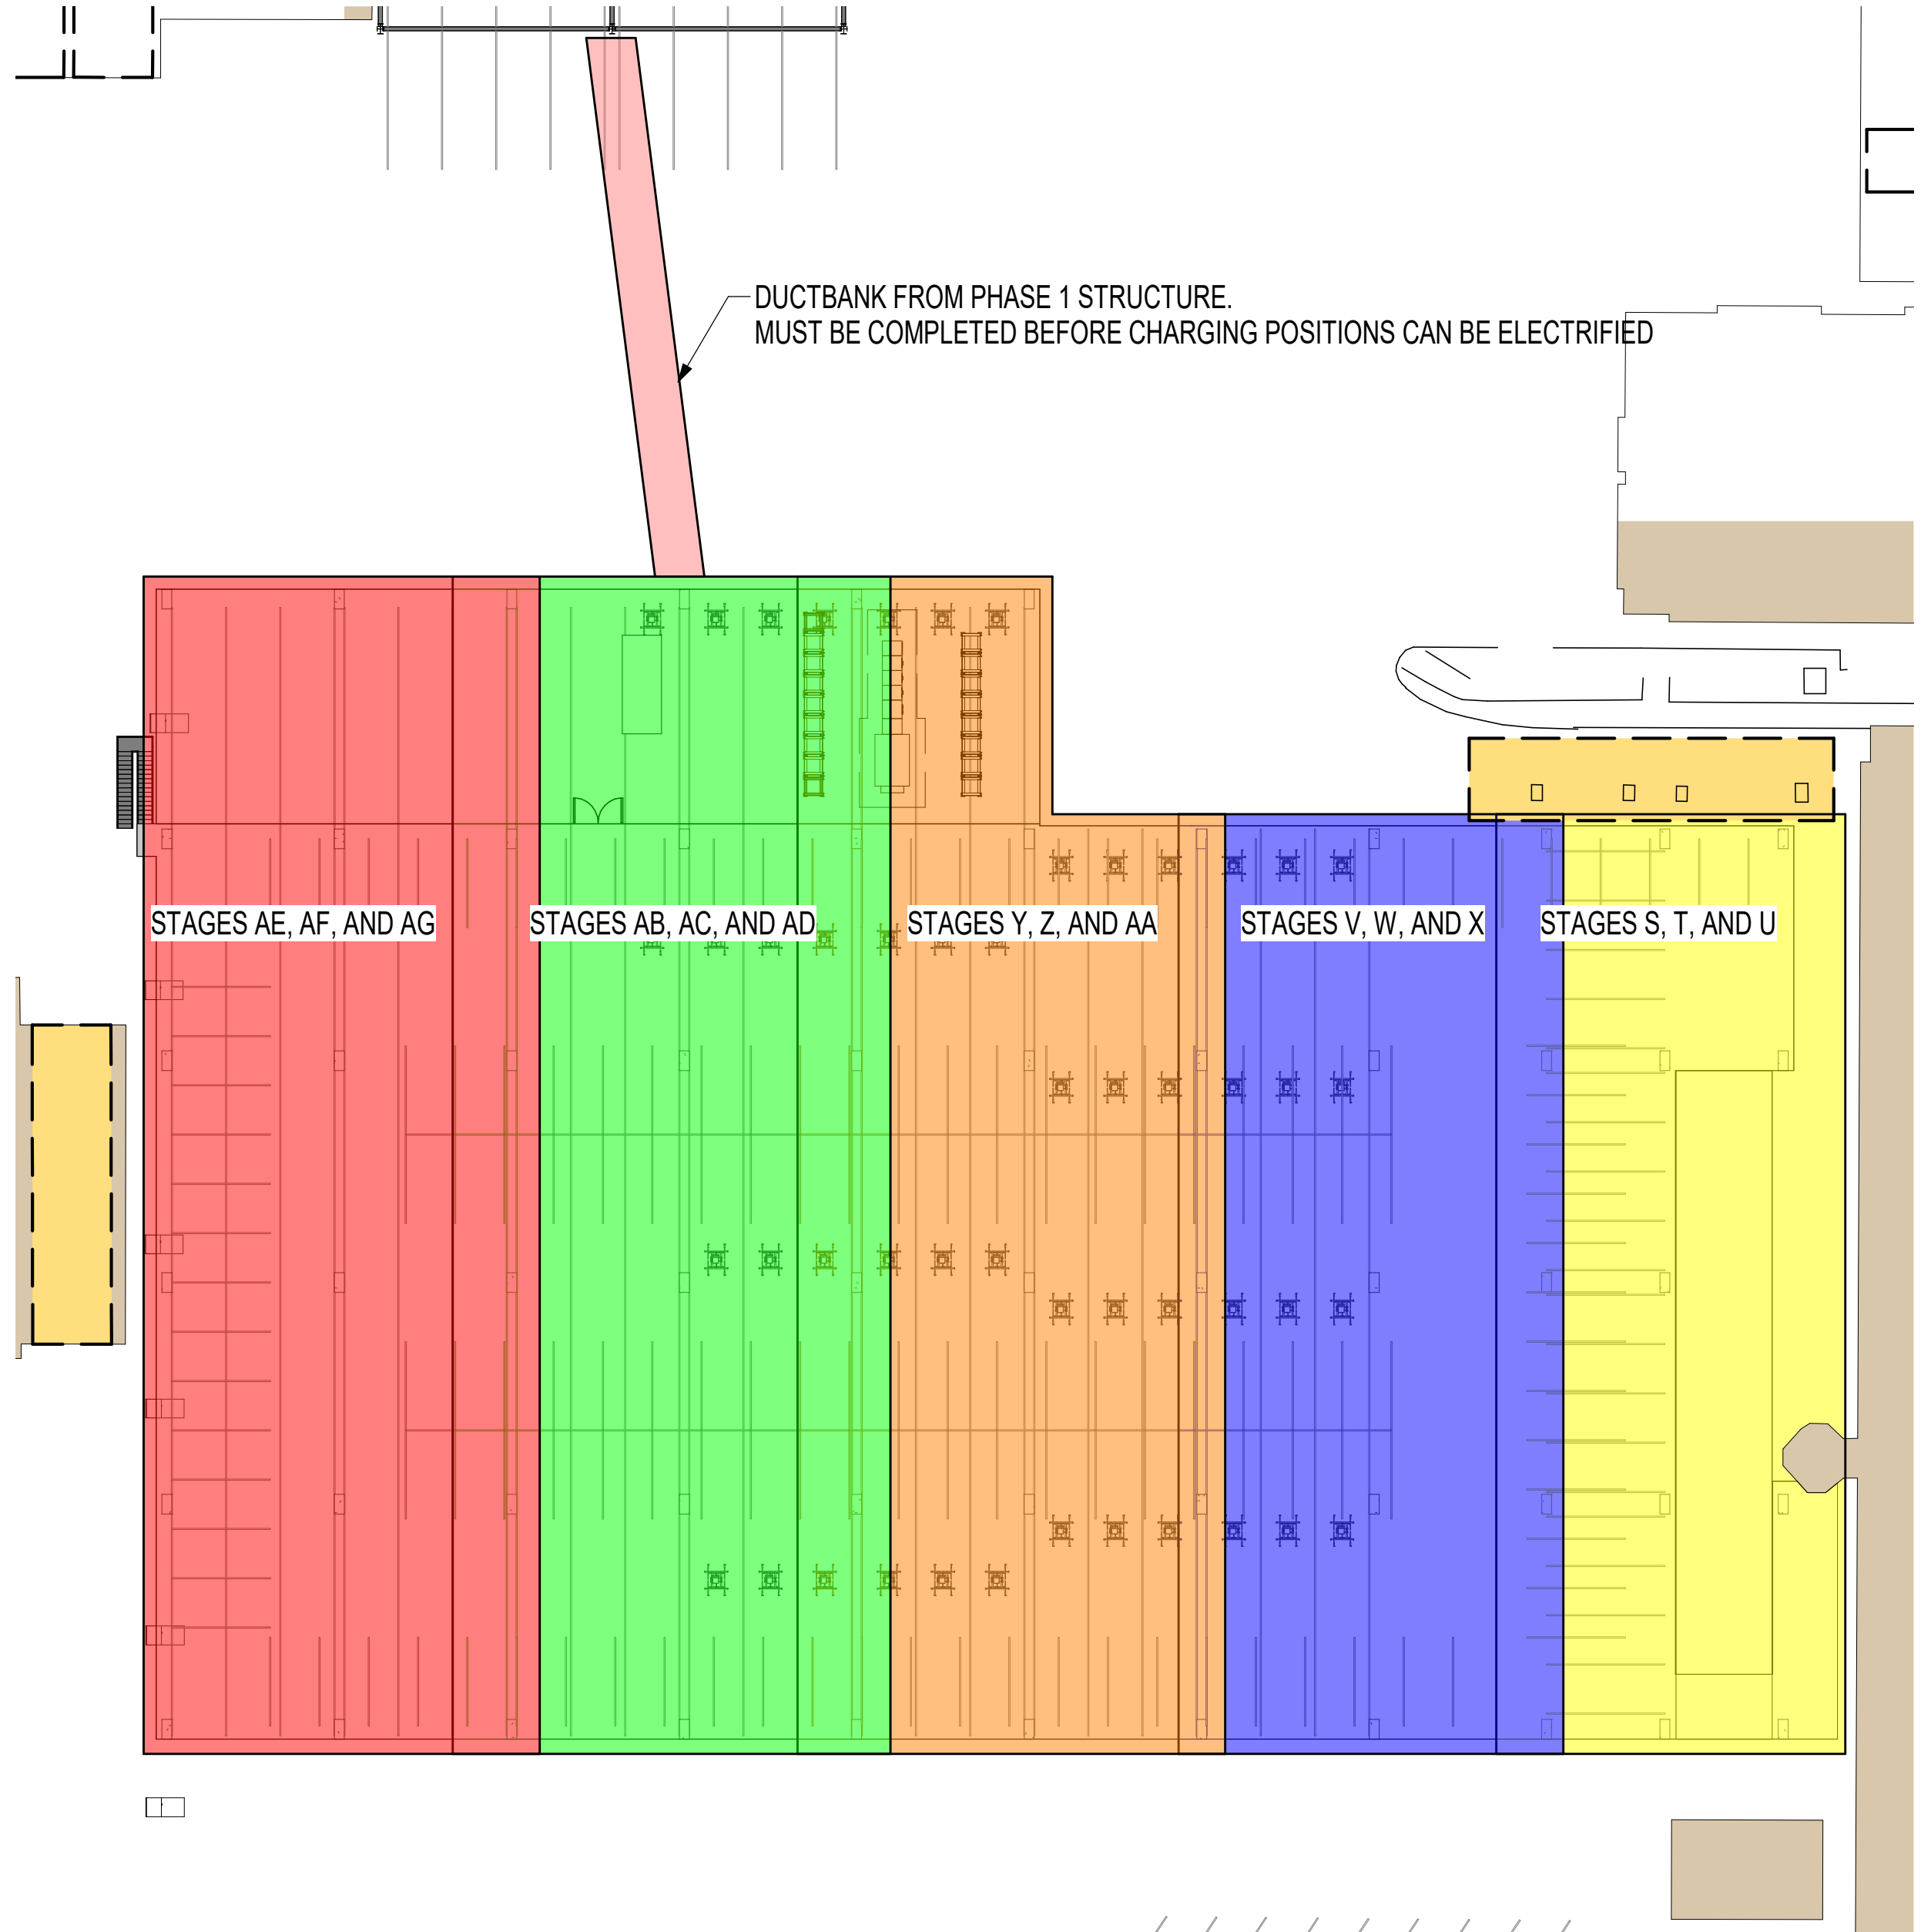 DUCTBANK FROM PHASE 1 STRUCTURE.
MUST BE COMPLETED BEFORE CHARGING POSITIONS CAN BE ELECTRIFIED
STAGES AE, AF, AND AG
STAGES AB, AC, AND AD
STAGES Y, Z, AND AA
STAGES V, W, AND X
STAGES S, T, AND U